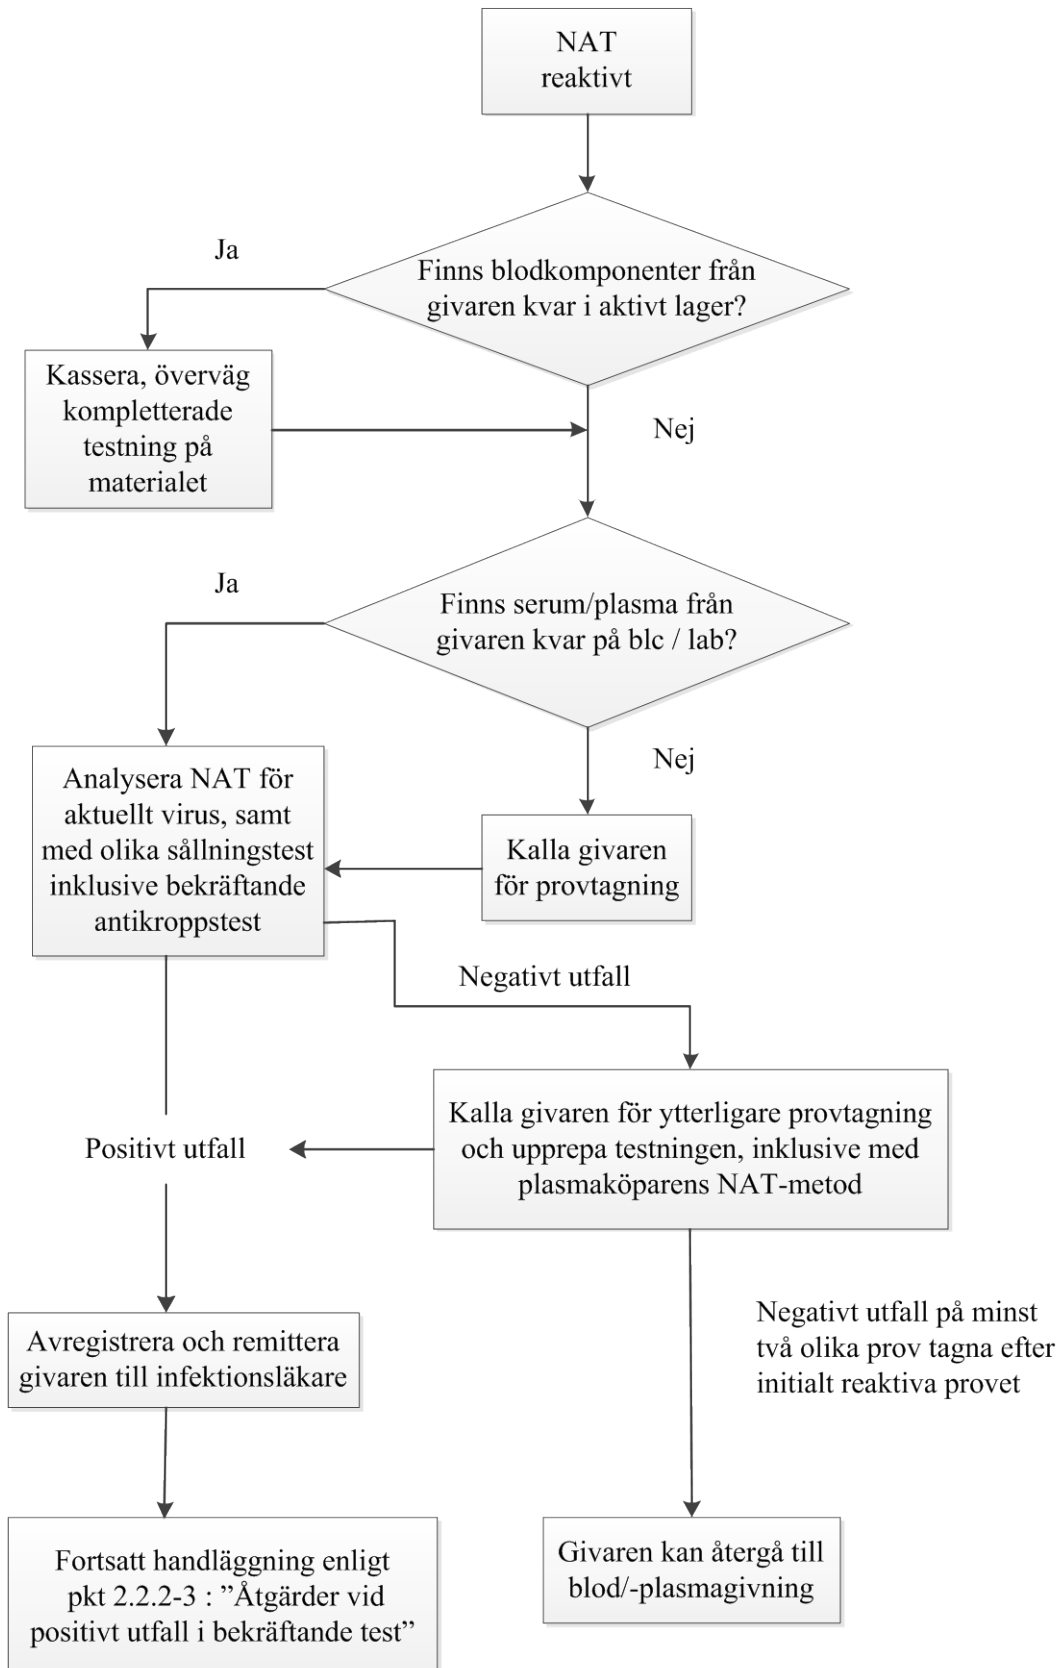 NAT
reaktivt
Ja
Finns blodkomponenter från
givaren kvar i aktivt lager?
Kassera, överväg
kompletterade
testning på
materialet
Nej
Ja
Finns serum/plasma från
givaren kvar på blc / lab?
Nej
Analysera NAT för
aktuellt virus, samt
med olika sållningstest
inklusive bekräftande
antikroppstest
Kalla givaren
för provtagning
Negativt utfall
Kalla givaren för ytterligare provtagning
och upprepa testningen, inklusive med
plasmaköparens NAT-metod
Positivt utfall
Negativt utfall på minst
två olika prov tagna efter
initialt reaktiva provet
Avregistrera och remittera
givaren till infektionsläkare
Fortsatt handläggning enligt
pkt 2.2.2-3 : ”Åtgärder vid
positivt utfall i bekräftande test”
Givaren kan återgå till
blod/-plasmagivning